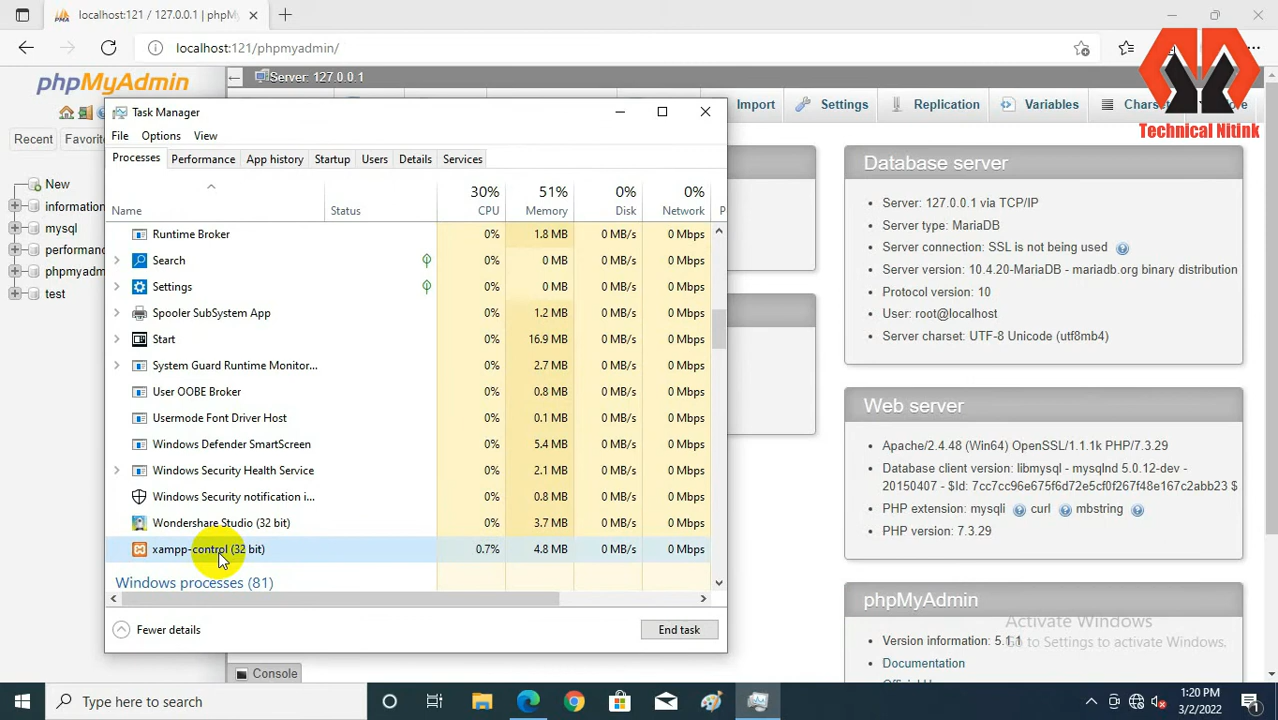 localhost:121 / 127.0.0.1 | phpM
localhost:121/phpmyadmin/
Technical Nitink
phpMyAdmin
Server: 127.0.0.1
Import
Settings
Replication
Variables
Recent
New
mysql
test
Task Manager
File
Options
View
Processes
Performance
App history
Startup
Users
Details
Services
30%
51%
0%
0%
Name
Status
CPU
Memory
Disk
Network
Runtime Broker 0% 1.8 MB 0 MB/s 0 Mbps
Search 0% 0 MB 0 MB/s 0 Mbps
Settings 0% 0 MB 0 MB/s 0 Mbps
Spooler SubSystem App 0% 1.2 MB 0 MB/s 0 Mbps
Start 0% 16.9 MB 0 MB/s 0 Mbps
System Guard Runtime Monitor... 0% 2.7 MB 0 MB/s 0 Mbps
User OOBE Broker 0% 0.8 MB 0 MB/s 0 Mbps
Usermode Font Driver Host 0% 0.1 MB 0 MB/s 0 Mbps
Windows Defender SmartScreen 0% 5.4 MB 0 MB/s 0 Mbps
Windows Security Health Service 0% 2.1 MB 0 MB/s 0 Mbps
Windows Security notification i... 0% 0.8 MB 0 MB/s 0 Mbps
Wondershare Studio (32 bit) 0% 3.7 MB 0 MB/s 0 Mbps
xampp-control (32 bit) 0.7% 4.8 MB 0 MB/s 0 Mbps
Windows processes (81)
Fewer details
End task
Console
Database server
Server: 127.0.0.1 via TCP/IP
Server type: MariaDB
Server connection: SSL is not being used
Server version: 10.4.20-MariaDB - mariadb.org binary distribution
Protocol version: 10
User: root@localhost
Server charset: UTF-8 Unicode (utf8mb4)
Web server
Apache/2.4.48 (Win64) OpenSSL/1.1.1k PHP/7.3.29
Database client version: libmysql - mysqlnd 5.0.12-dev -
20150407 - $Id: 7cc7cc96e675f6d72e5cf0f267f48e167c2abb23 $
PHP extension: mysqli curl mbstring
PHP version: 7.3.29
phpMyAdmin
Version information: 5.1.1
Documentation
Activate Windows
Go to Settings to activate Windows.
Type here to search
1:20 PM
3/2/2022
1